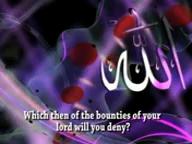 الله
Which then of the bounties of your
lord will you deny?